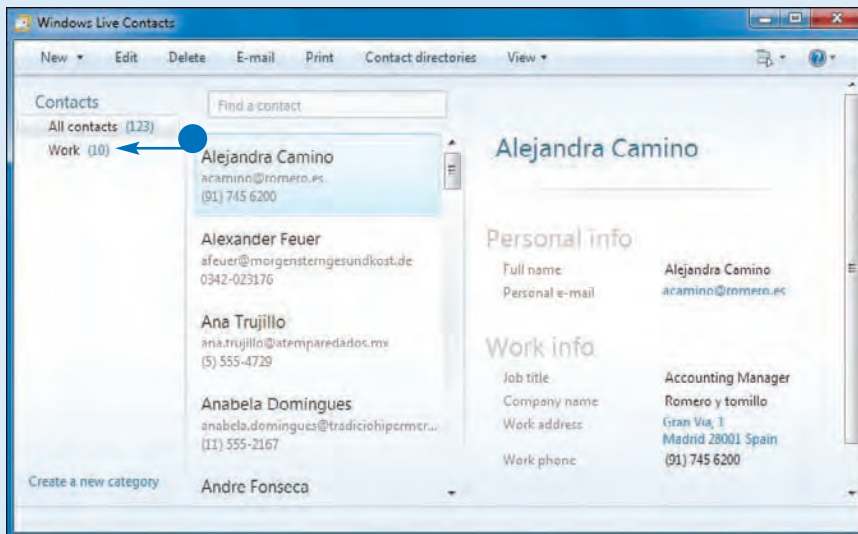 Windows Live Contacts
New Edit Delete E-mail Print Contact directories View
Contacts
All contacts (123)
Work (10)
Create a new category
Find a contact
Alejandra Camino
acamino@romero.es
(91) 745 6200
Alexander Feuer
afeuer@morgensterngesundkost.de
0342-023176
Ana Trujillo
ana.trujillo@atemparedados.mx
(5) 555-4729
Anabela Domingues
anabela.domingues@tradiciohipermer...
(11) 555-2167
Andre Fonseca
Alejandra Camino
Personal info
Full name Alejandra Camino
Personal e-mail acamino@romero.es
Work info
Job title Accounting Manager
Company name Romero y tomillo
Work address Gran Via, 1
Madrid 28001 Spain
Work phone (91) 745 6200